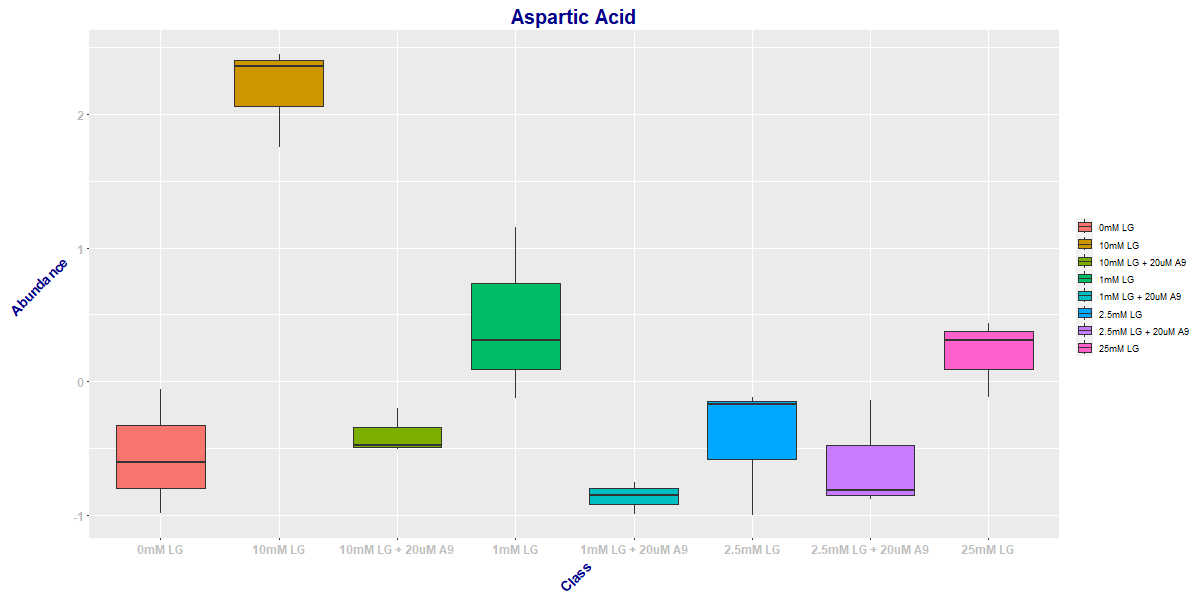 Aspartic Acid
Abundance
2
1
0
-1
0mM LG
10mM LG
10mM LG + 20uM A9
1mM LG
1mM LG + 20uM A9
2.5mM LG
2.5mM LG + 20uM A9
25mM LG
Class
0mM LG
10mM LG
10mM LG + 20uM A9
1mM LG
1mM LG + 20uM A9
2.5mM LG
2.5mM LG + 20uM A9
25mM LG